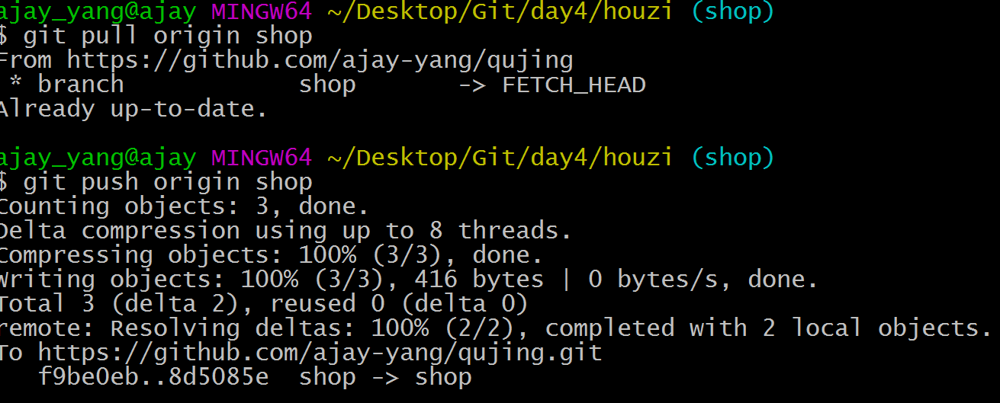 ajay_yang@ajay MINGW64 ~/Desktop/Git/day4/houzi (shop)
$ git pull origin shop
From https://github.com/ajay-yang/qujing
 * branch            shop       -> FETCH_HEAD
Already up-to-date.
ajay_yang@ajay MINGW64 ~/Desktop/Git/day4/houzi (shop)
$ git push origin shop
Counting objects: 3, done.
Delta compression using up to 8 threads.
Compressing objects: 100% (3/3), done.
Writing objects: 100% (3/3), 416 bytes | 0 bytes/s, done.
Total 3 (delta 2), reused 0 (delta 0)
remote: Resolving deltas: 100% (2/2), completed with 2 local objects.
To https://github.com/ajay-yang/qujing.git
   f9be0eb..8d5085e  shop -> shop